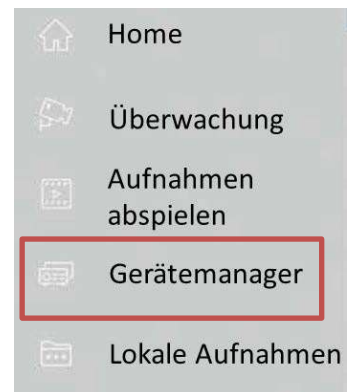 Home
Überwachung
Aufnahmen
abspielen
Gerätemanager
Lokale Aufnahmen